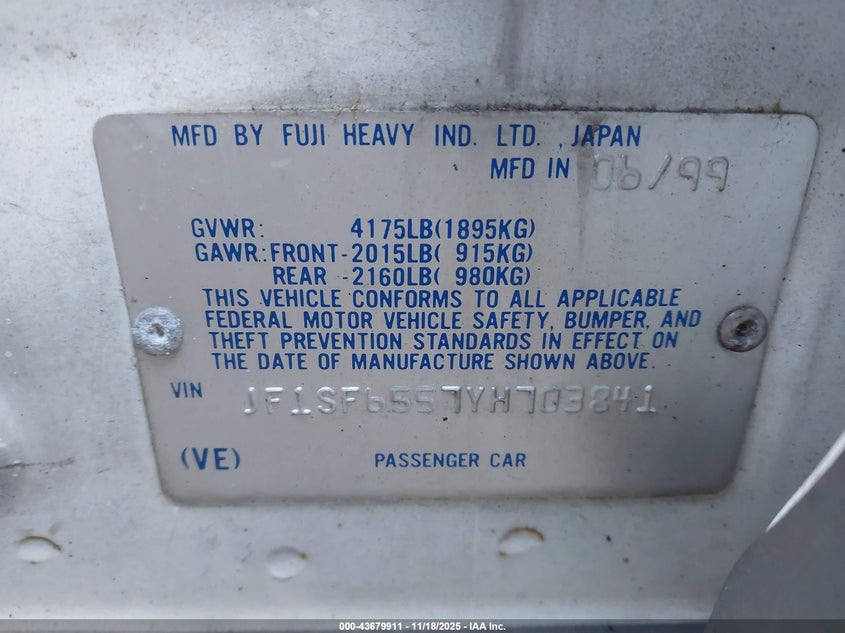 MFD BY FUJI HEAVY IND. LTD. , JAPAN
MFD IN 06/99
GVWR: 4175LB(1895KG)
GAWR:FRONT-2015LB( 915KG)
REAR -2160LB( 980KG)
THIS VEHICLE CONFORMS TO ALL APPLICABLE
FEDERAL MOTOR VEHICLE SAFETY, BUMPER, AND
THEFT PREVENTION STANDARDS IN EFFECT ON
THE DATE OF MANUFACTURE SHOWN ABOVE.
VIN JF1SF6557YH703841
(VE) PASSENGER CAR
000-43679911 - 11/18/2025 - IAA Inc.